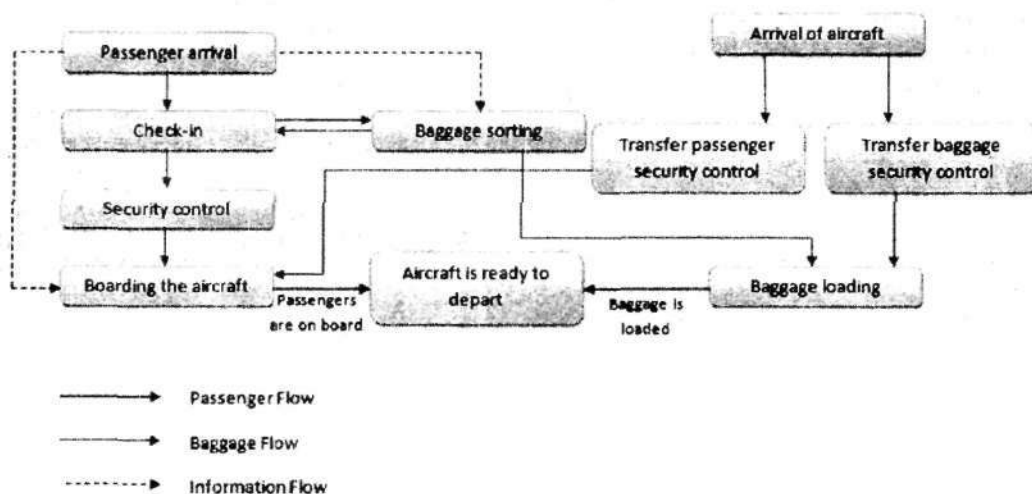 Passenger arrival
Arrival of aircraft
Check-in
Baggage sorting
Transfer passenger
security control
Transfer baggage
security control
Security control
Boarding the aircraft
Passengers
are on board
Aircraft is ready to
depart
Baggage is
loaded
Baggage loading
Passenger Flow
Baggage Flow
Information Flow